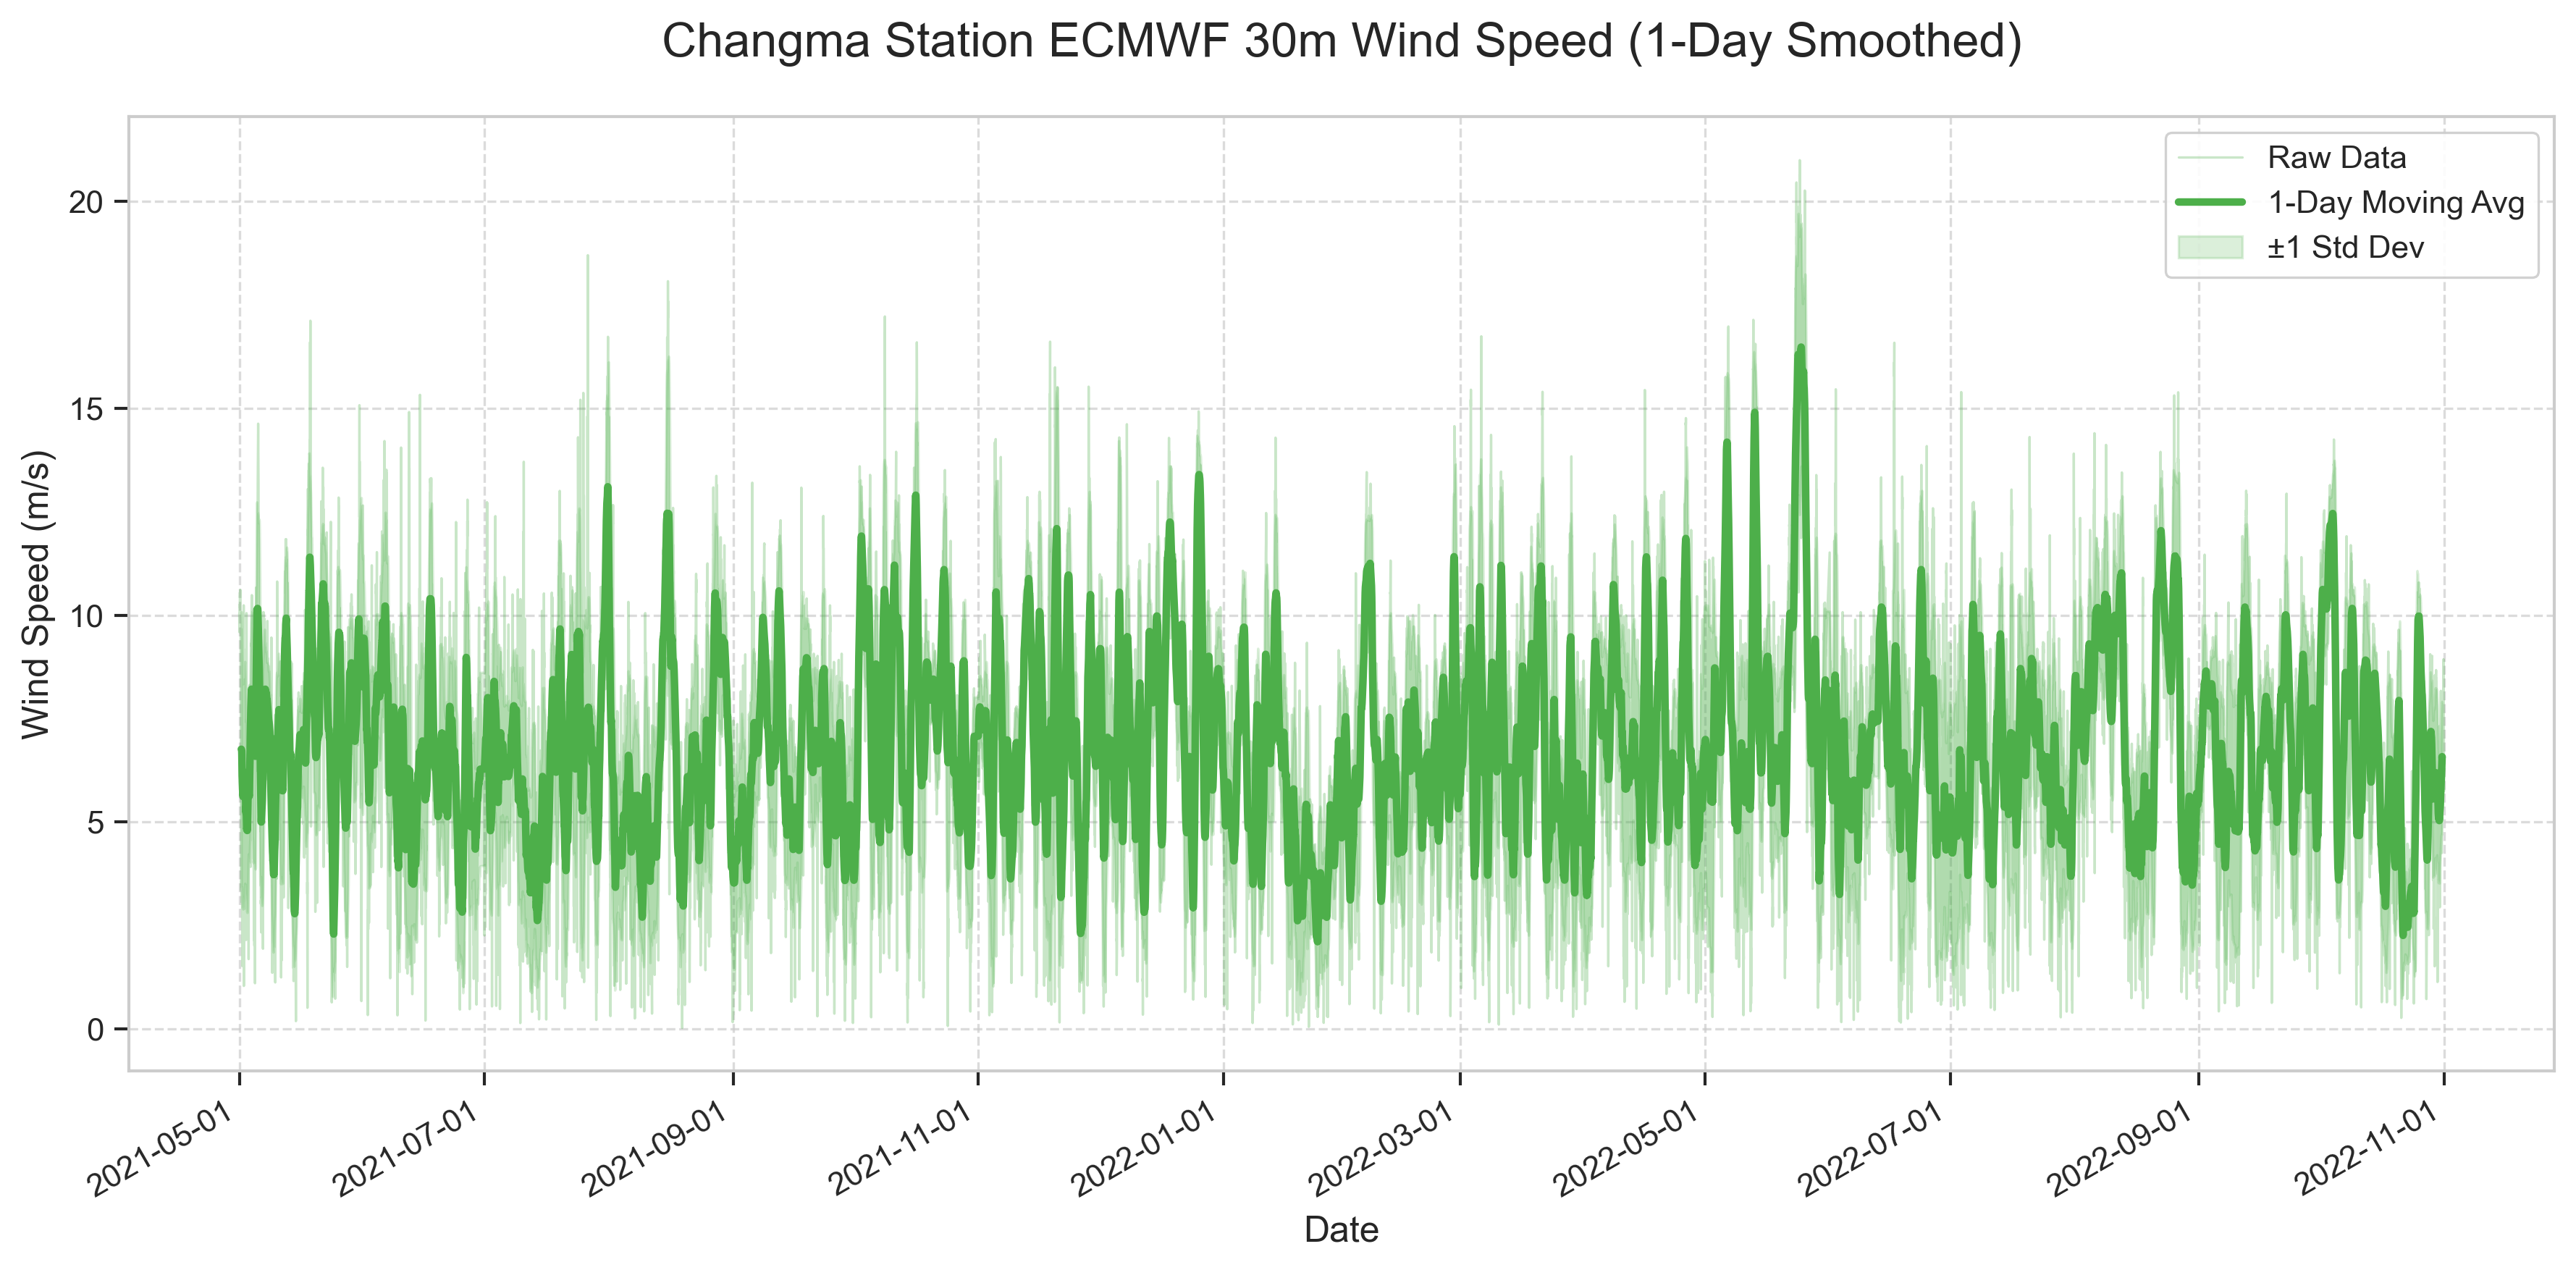 Changma Station ECMWF 30m Wind Speed (1-Day Smoothed)
Raw Data
1-Day Moving Avg
±1 Std Dev
Wind Speed (m/s)
20
15
10
5
0
2021-05-01
2021-07-01
2021-09-01
2021-11-01
2022-01-01
2022-03-01
2022-05-01
2022-07-01
2022-09-01
2022-11-01
Date